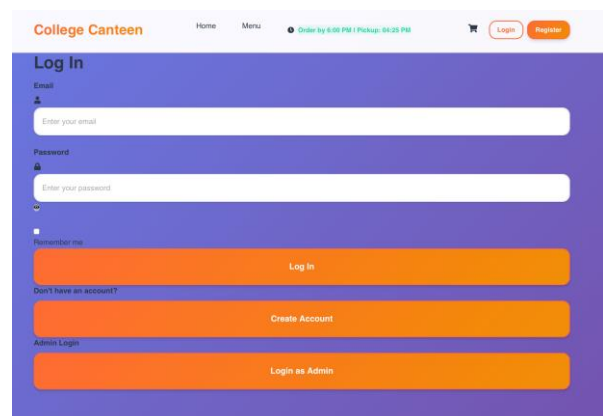 College Canteen
Home
Menu
Order by 6:00 PM | Pickup: 04:25 PM
Login
Register
Log In
Email
Enter your email
Password
Enter your password
Remember me
Log In
Don't have an account?
Create Account
Admin Login
Login as Admin